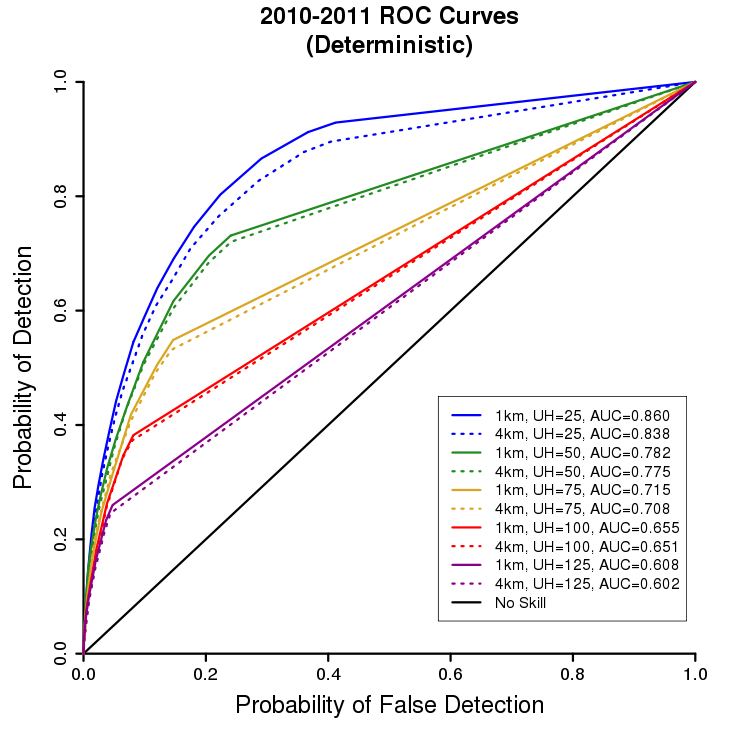 2010-2011 ROC Curves
(Deterministic)
Probability of Detection
1.0
0.8
0.6
0.4
0.2
0.0
1km, UH=25, AUC=0.860
4km, UH=25, AUC=0.838
1km, UH=50, AUC=0.782
4km, UH=50, AUC=0.775
1km, UH=75, AUC=0.715
4km, UH=75, AUC=0.708
1km, UH=100, AUC=0.655
4km, UH=100, AUC=0.651
1km, UH=125, AUC=0.608
4km, UH=125, AUC=0.602
No Skill
0.0 0.2 0.4 0.6 0.8 1.0
Probability of False Detection